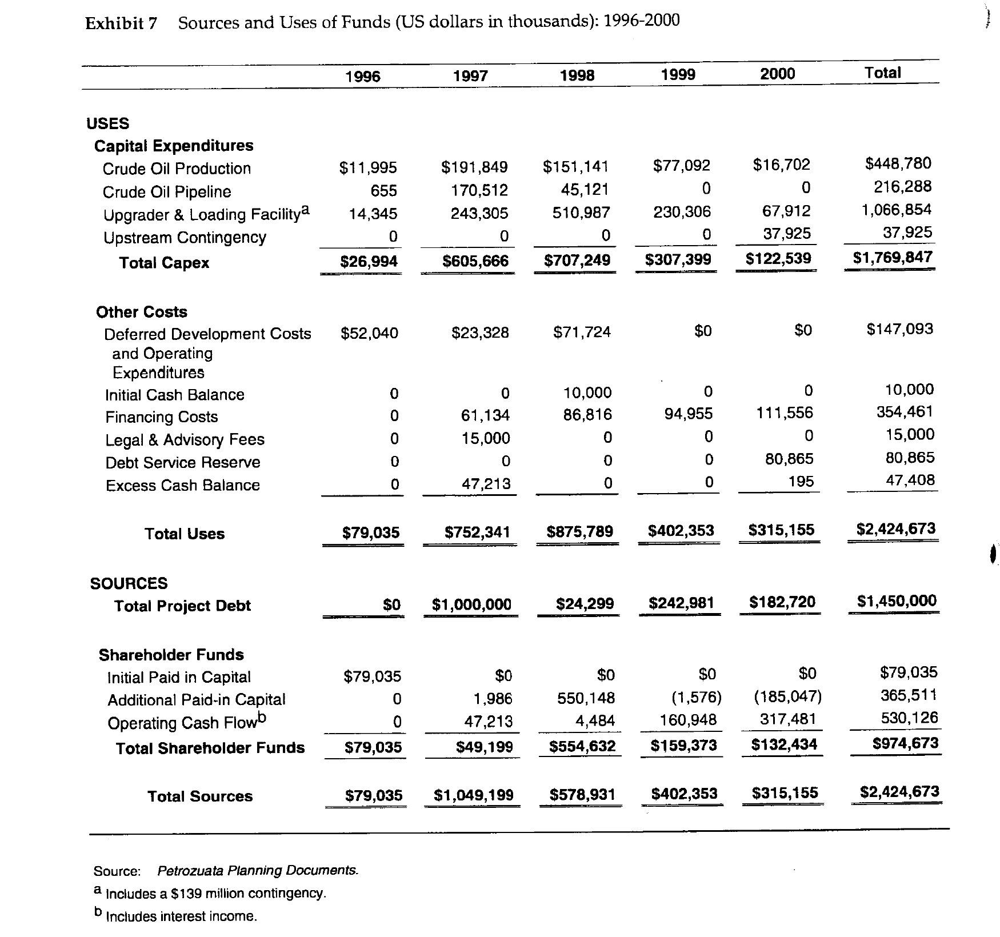 Exhibit 7 Sources and Uses of Funds (US dollars in thousands): 1996-2000
1996 1997 1998 1999 2000 Total
USES
Capital Expenditures
Crude Oil Production $11,995 $191,849 $151,141 $77,092 $16,702 $448,780
Crude Oil Pipeline 655 170,512 45,121 0 0 216,288
Upgrader & Loading Facilitya 14,345 243,305 510,987 230,306 67,912 1,066,854
Upstream Contingency 0 0 0 0 37,925 37,925
Total Capex $26,994 $605,666 $707,249 $307,399 $122,539 $1,769,847
Other Costs
Deferred Development Costs $52,040 $23,328 $71,724 $0 $0 $147,093
and Operating
Expenditures
Initial Cash Balance 0 0 10,000 0 0 10,000
Financing Costs 0 61,134 86,816 94,955 111,556 354,461
Legal & Advisory Fees 0 15,000 0 0 0 15,000
Debt Service Reserve 0 0 0 0 80,865 80,865
Excess Cash Balance 0 47,213 0 0 195 47,408
Total Uses $79,035 $752,341 $875,789 $402,353 $315,155 $2,424,673
SOURCES
Total Project Debt $0 $1,000,000 $24,299 $242,981 $182,720 $1,450,000
Shareholder Funds
Initial Paid in Capital $79,035 $0 $0 $0 $0 $79,035
Additional Paid-in Capital 0 1,986 550,148 (1,576) (185,047) 365,511
Operating Cash Flowb 0 47,213 4,484 160,948 317,481 530,126
Total Shareholder Funds $79,035 $49,199 $554,632 $159,373 $132,434 $974,673
Total Sources $79,035 $1,049,199 $578,931 $402,353 $315,155 $2,424,673
Source: Petrozuata Planning Documents.
a Includes a $139 million contingency.
b Includes interest income.